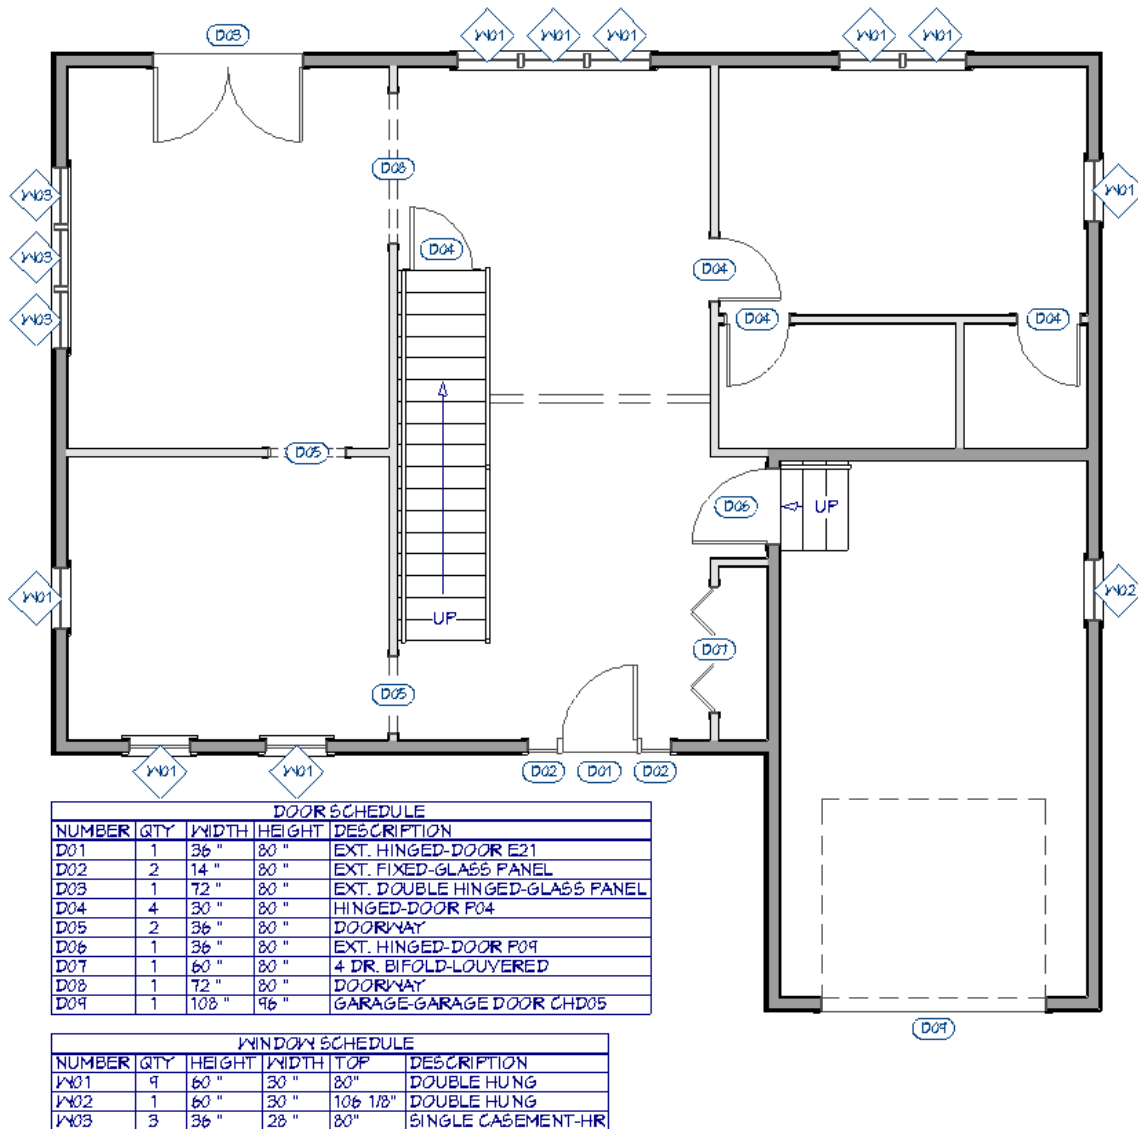 D03 W01 W01 W01 W01 W01
D08 W01
W03
D04
W03 D04
W03 D04 D04
D05
D06 UP
W01 W02
UP
D07
D05
W01 W01 D02 D01 D02
DOOR SCHEDULE
NUMBER QTY WIDTH HEIGHT DESCRIPTION
D01 1 36 " 80 " EXT. HINGED-DOOR E21
D02 2 14 " 80 " EXT. FIXED-GLASS PANEL
D03 1 72 " 80 " EXT. DOUBLE HINGED-GLASS PANEL
D04 4 30 " 80 " HINGED-DOOR P04
D05 2 36 " 80 " DOORWAY
D06 1 36 " 80 " EXT. HINGED-DOOR P09
D07 1 60 " 80 " 4 DR. BIFOLD-LOUVERED
D08 1 72 " 80 " DOORWAY
D09 1 108 " 96 " GARAGE-GARAGE DOOR CHD05
D09
WINDOW SCHEDULE
NUMBER QTY HEIGHT WIDTH TOP DESCRIPTION
W01 9 60 " 30 " 80" DOUBLE HUNG
W02 1 60 " 30 " 106 1/8" DOUBLE HUNG
W03 3 36 " 28 " 80" SINGLE CASEMENT-HR